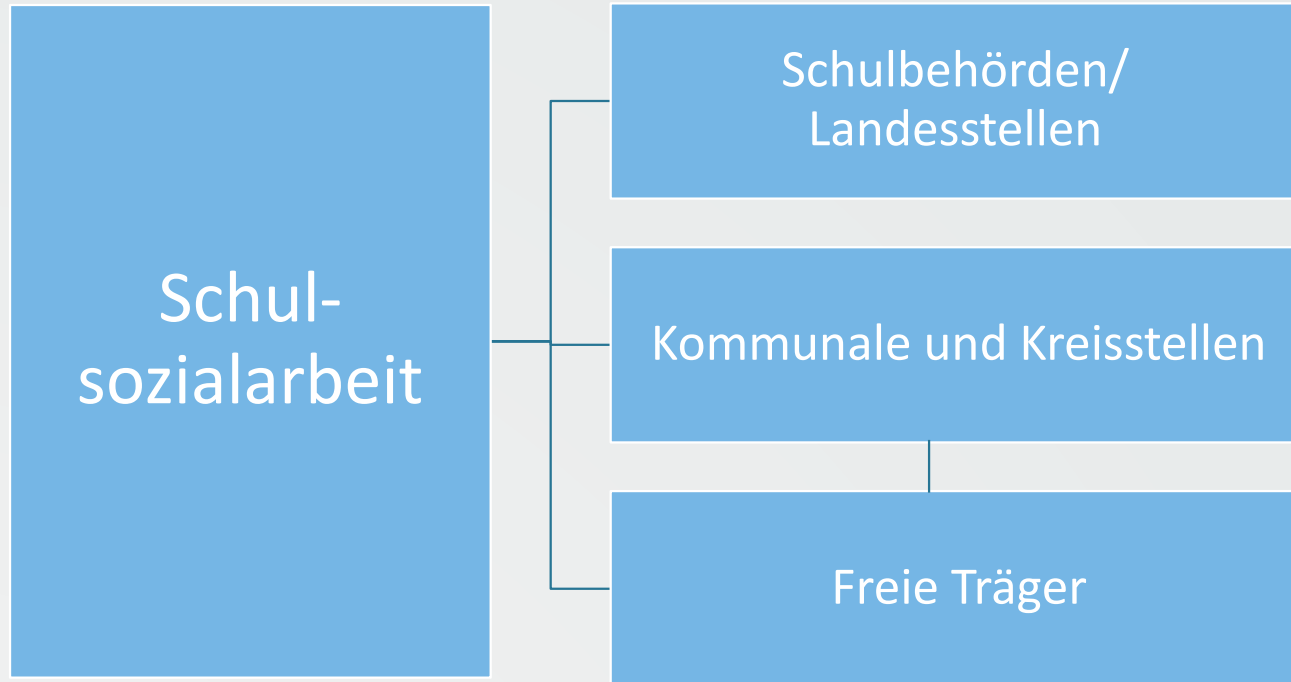 Schul-
sozialarbeit
Schulbehörden/
Landesstellen
Kommunale und Kreisstellen
Freie Träger